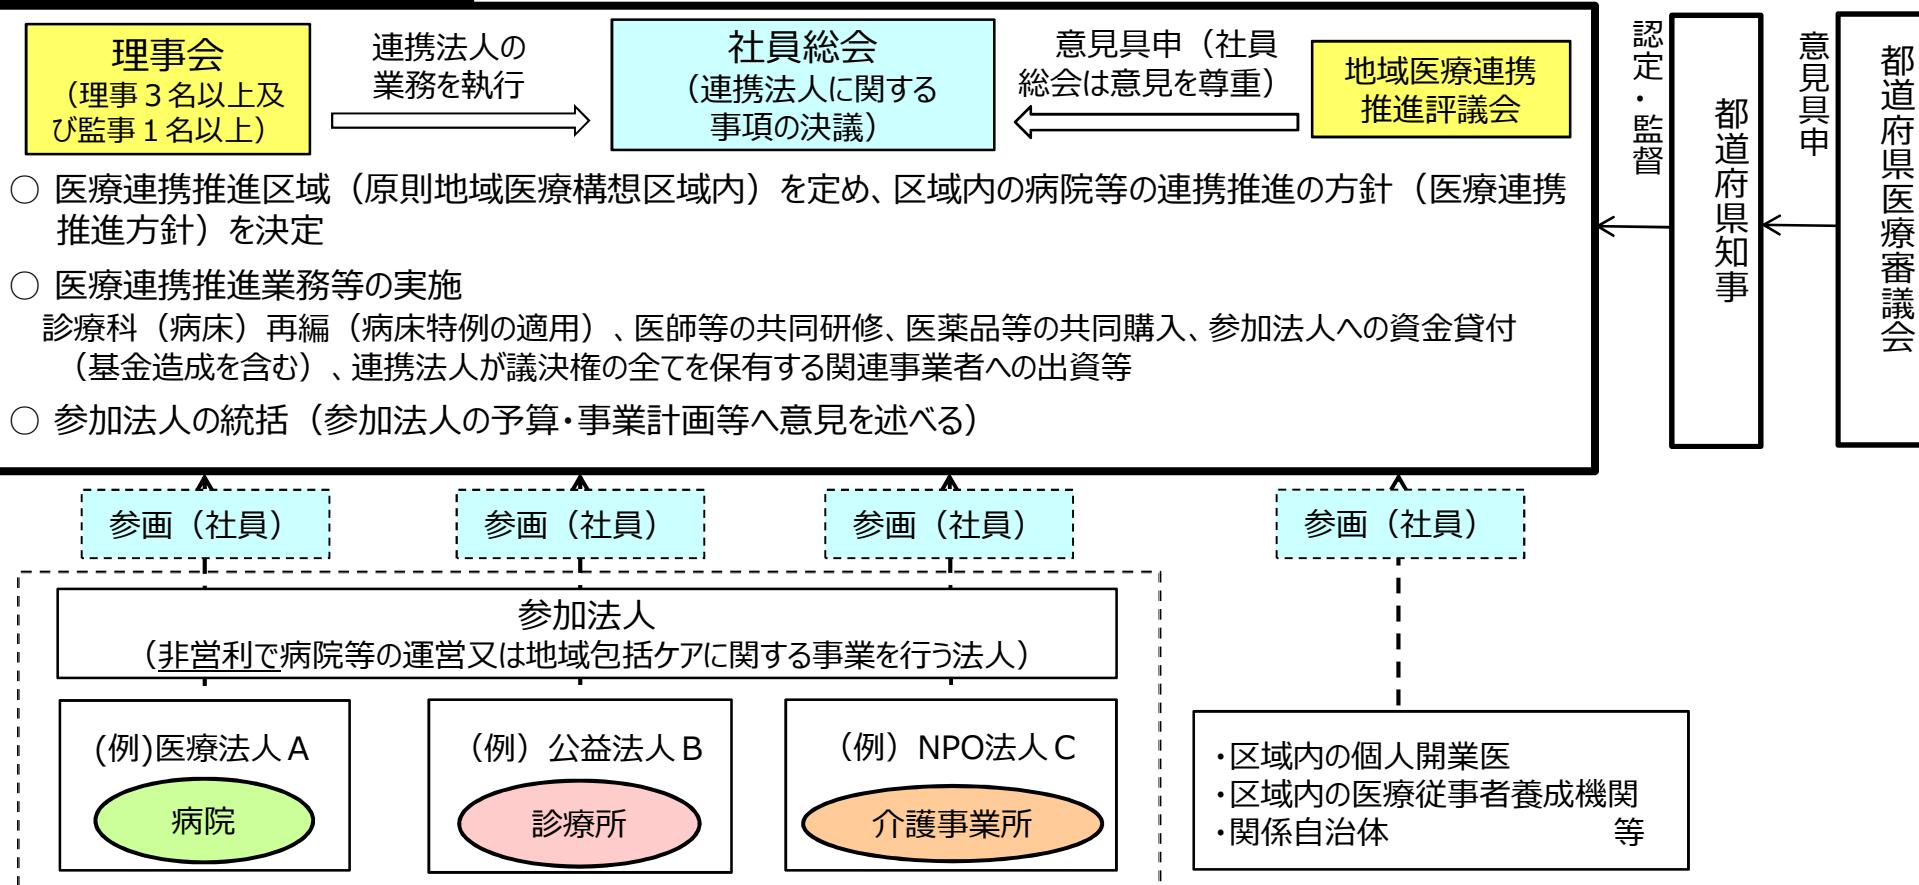 理事会
（理事３名以上及
び監事１名以上）
連携法人の
業務を執行
社員総会
（連携法人に関する
事項の決議）
意見具申（社員
総会は意見を尊重）
地域医療連携
推進評議会
認定・監督
都道府県知事
意見具申
都道府県医療審議会
○ 医療連携推進区域（原則地域医療構想区域内）を定め、区域内の病院等の連携推進の方針（医療連携
推進方針）を決定
○ 医療連携推進業務等の実施
診療科（病床）再編（病床特例の適用）、医師等の共同研修、医薬品等の共同購入、参加法人への資金貸付
（基金造成を含む）、連携法人が議決権の全てを保有する関連事業者への出資等
○ 参加法人の統括（参加法人の予算・事業計画等へ意見を述べる）
参画（社員）
参画（社員）
参画（社員）
参画（社員）
参加法人
（非営利で病院等の運営又は地域包括ケアに関する事業を行う法人）
(例)医療法人Ａ
病院
（例）公益法人Ｂ
診療所
（例）NPO法人Ｃ
介護事業所
・区域内の個人開業医
・区域内の医療従事者養成機関
・関係自治体　等